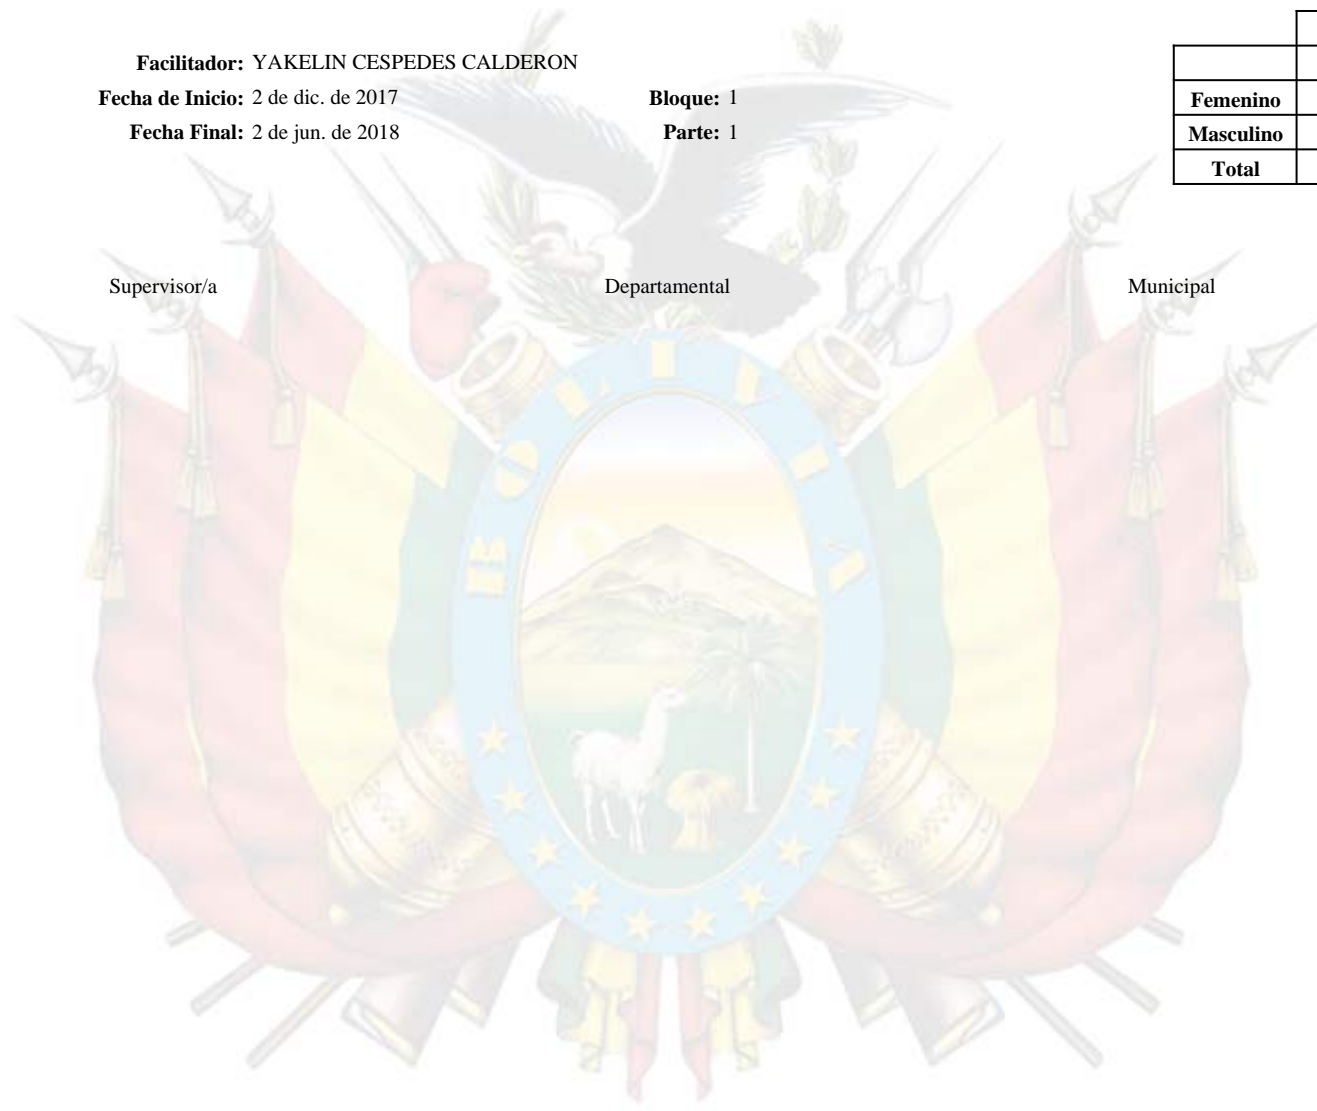 Facilitador: YAKELIN CESPEDES CALDERON
Fecha de Inicio: 2 de dic. de 2017 Bloque: 1
Fecha Final: 2 de jun. de 2018 Parte: 1
Femenino
Masculino
Total
Supervisor/a Departamental Municipal
BOLIVIA